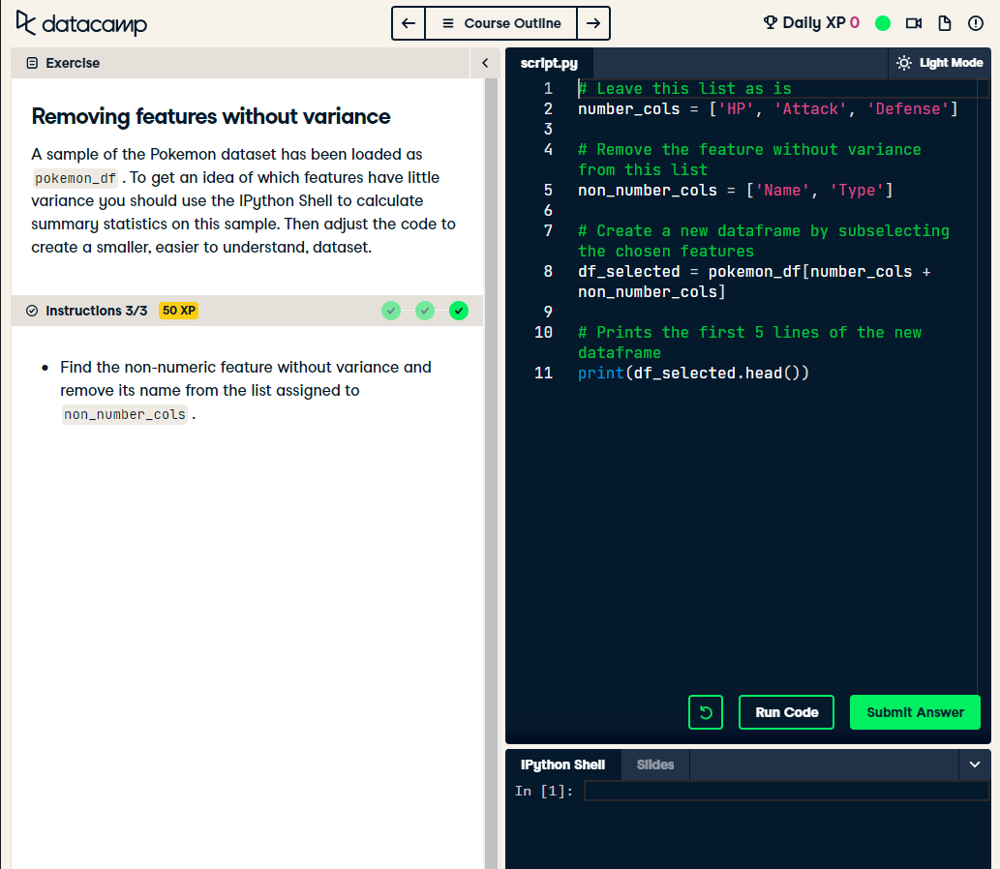 datacamp
Course Outline
Daily XP 0
Exercise
Removing features without variance
A sample of the Pokemon dataset has been loaded as
pokemon_df . To get an idea of which features have little
variance you should use the IPython Shell to calculate
summary statistics on this sample. Then adjust the code to
create a smaller, easier to understand, dataset.
Instructions 3/3 50 XP
• Find the non-numeric feature without variance and
remove its name from the list assigned to
non_number_cols .
script.py
Light Mode
1 # Leave this list as is
2 number_cols = ['HP', 'Attack', 'Defense']
3
4 # Remove the feature without variance
from this list
5 non_number_cols = ['Name', 'Type']
6
7 # Create a new dataframe by subselecting
the chosen features
8 df_selected = pokemon_df[number_cols +
non_number_cols]
9
10 # Prints the first 5 lines of the new
dataframe
11 print(df_selected.head())
Run Code
Submit Answer
IPython Shell
Slides
In [1]: